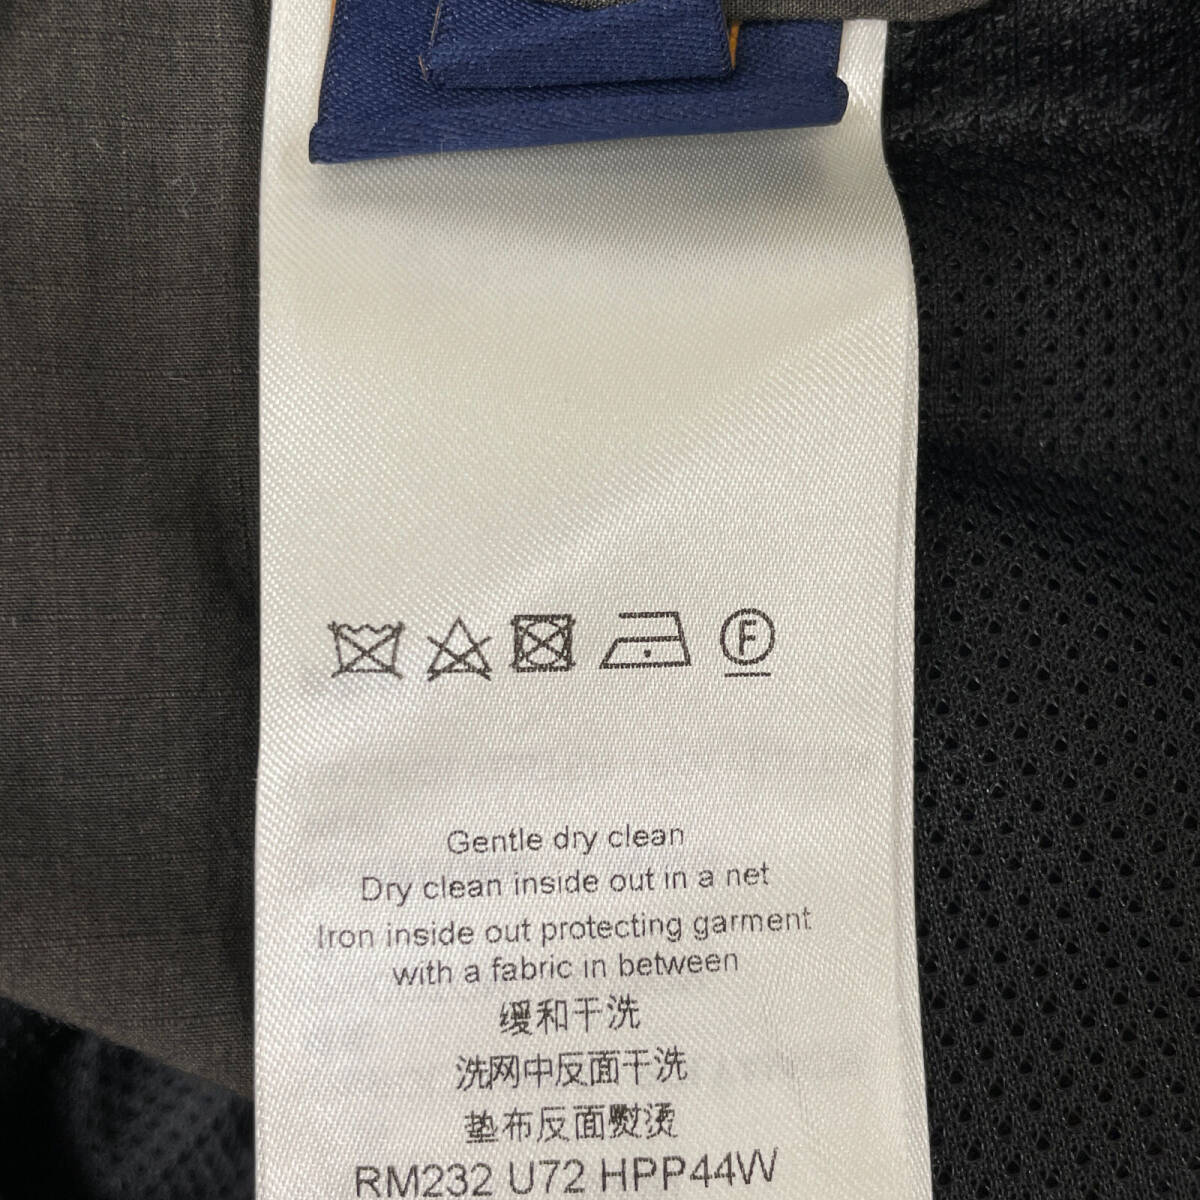 F
Gentle dry clean
Dry clean inside out in a net
Iron inside out protecting garment
with a fabric in between
缓和干洗
洗网中反面干洗
垫布反面熨烫
RM232 U72 HPP44W